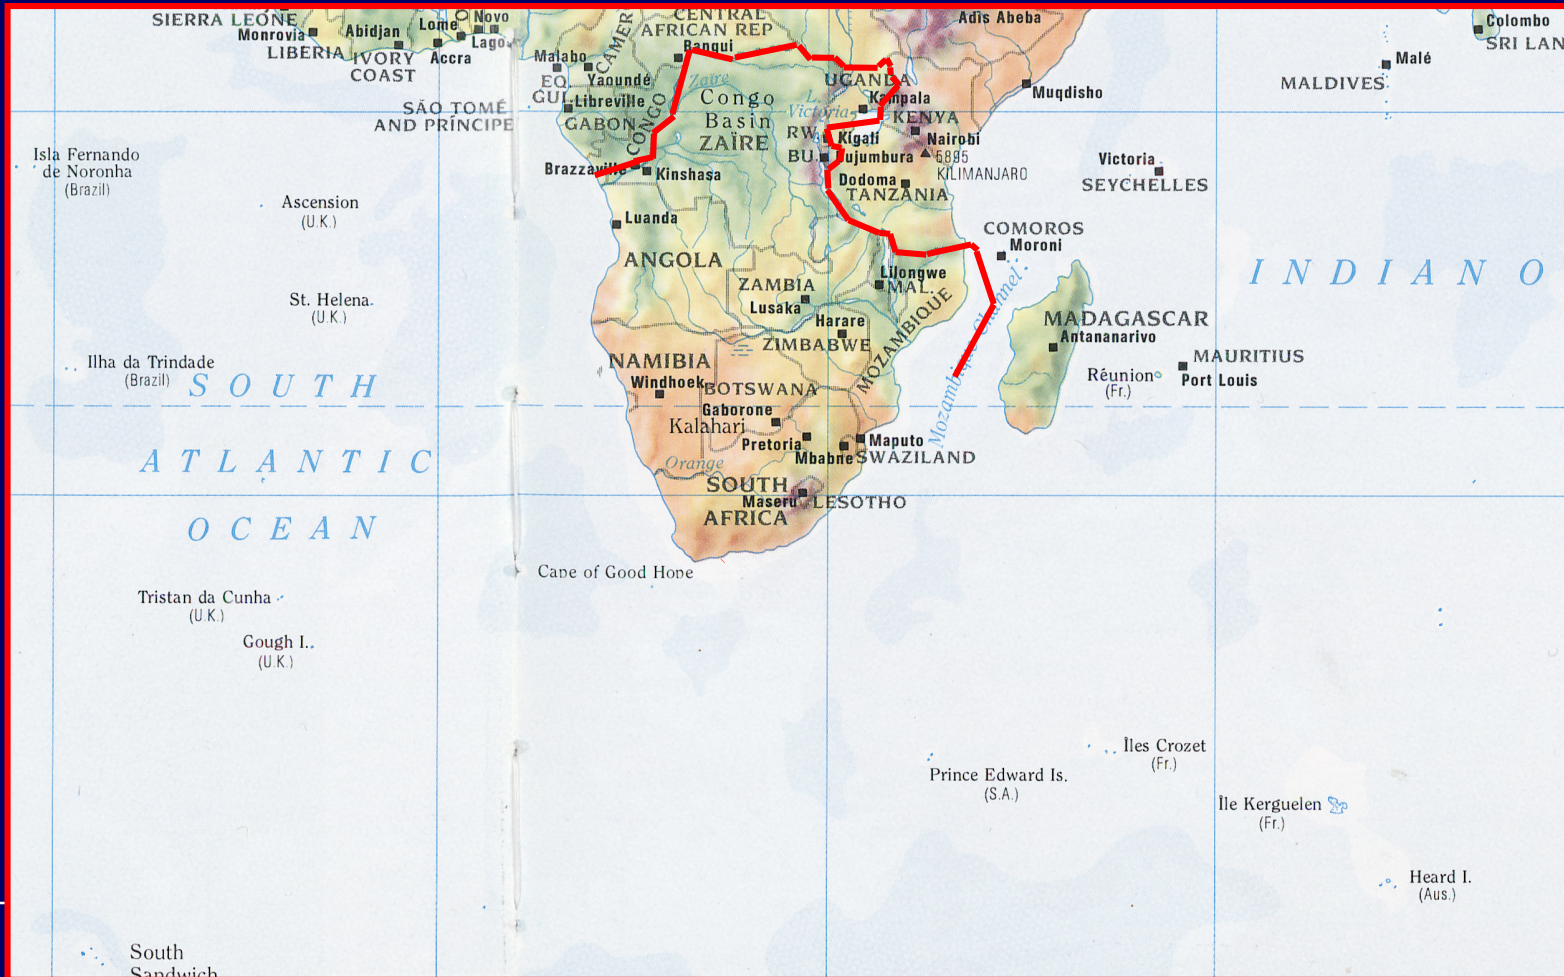 SIERRA LEONE
Monrovia
LIBERIA
Abidjan
IVORY
COAST
Lome
Accra
Novo
Lago
CENTRAL
AFRICAN REP
Bangui
Adis Abeba
Colombo
SRI LAN
Malé
MALDIVES
Malabo
EQ
GUI
CAMER
Yaoundé
Libreville
GABON
CONGO
SÃO TOMÉ
AND PRÍNCIPE
Zaire
Congo
Basin
ZAÏRE
UGANDA
Kampala
L.
Victoria
KENYA
Nairobi
Muqdisho
RW.
Kigali
BU.
Bujumbura
5895
KILIMANJARO
Dodoma
TANZANIA
Brazzaville
Kinshasa
Victoria
SEYCHELLES
Isla Fernando
de Noronha
(Brazil)
Ascension
(U.K.)
Luanda
ANGOLA
COMOROS
Moroni
INDIAN O
St. Helena
(U.K.)
ZAMBIA
Lusaka
Lilongwe
MAL.
MOZAMBIQUE
Mozambique Channel
Harare
ZIMBABWE
MADAGASCAR
Antananarivo
MAURITIUS
Port Louis
Réunion
(Fr.)
Ilha da Trindade
(Brazil)
SOUTH
ATLANTIC
OCEAN
NAMIBIA
Windhoek
BOTSWANA
Gaborone
Kalahari
Pretoria
Maputo
Mbabne
SWAZILAND
Orange
SOUTH
AFRICA
Maseru
LESOTHO
Cape of Good Hope
Tristan da Cunha
(U.K.)
Gough I.
(U.K.)
Îles Crozet
(Fr.)
Prince Edward Is.
(S.A.)
Île Kerguelen
(Fr.)
Heard I.
(Aus.)
South
Sandwich